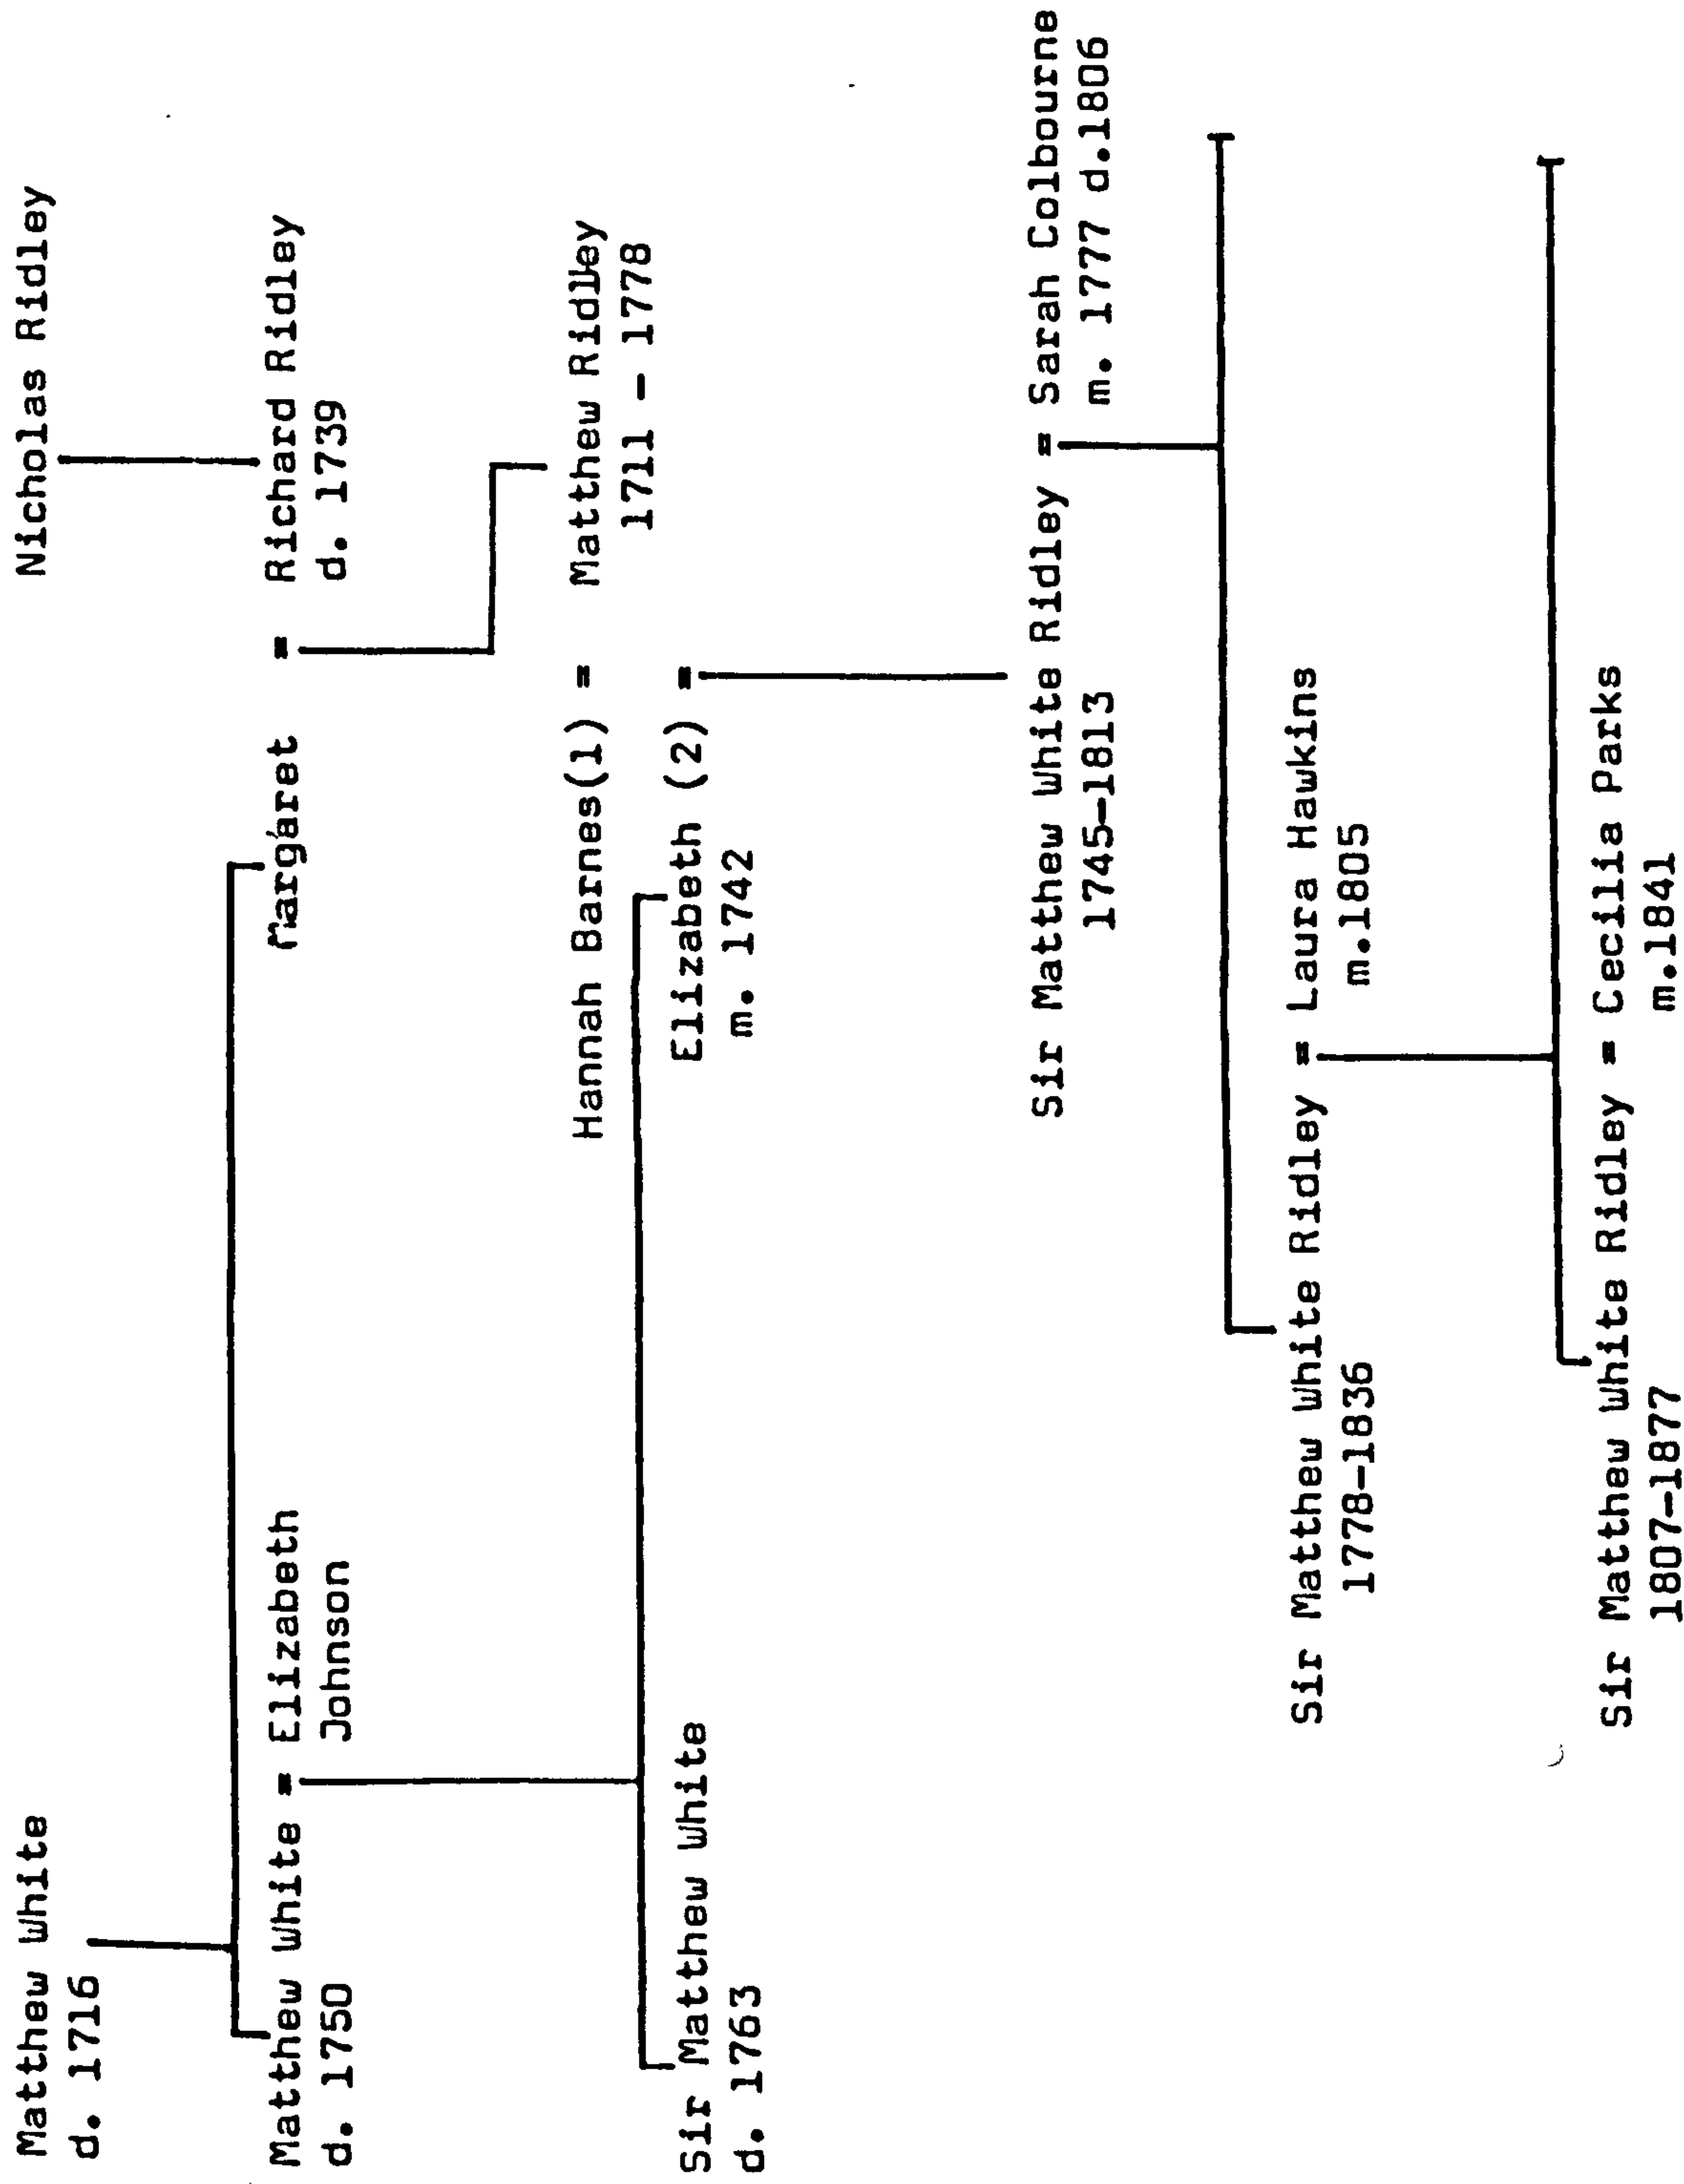 Matthew White
d. 1716
Nicholas Ridley
Matthew White = Elizabeth
Johnson
d. 1750
Margaret = Richard Ridley
d. 1739
Hannah Barnes(1) = Matthew Ridley
1711 - 1778
Sir Matthew White
d. 1763
Elizabeth (2) =
m. 1742
Sir Matthew White Ridley = Sarah Colbourne
1745-1813
m. 1777 d.1806
Sir Matthew White Ridley = Laura Hawkins
1778-1836
m.1805
Sir Matthew White Ridley = Cecilia Parks
1807-1877
m.1841